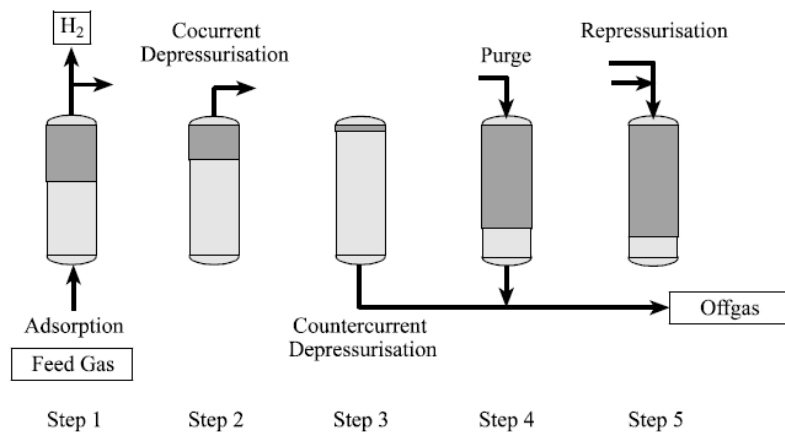 H2
Cocurrent
Depressurisation
Purge
Repressurisation
Adsorption
Feed Gas
Countercurrent
Depressurisation
Offgas
Step 1
Step 2
Step 3
Step 4
Step 5